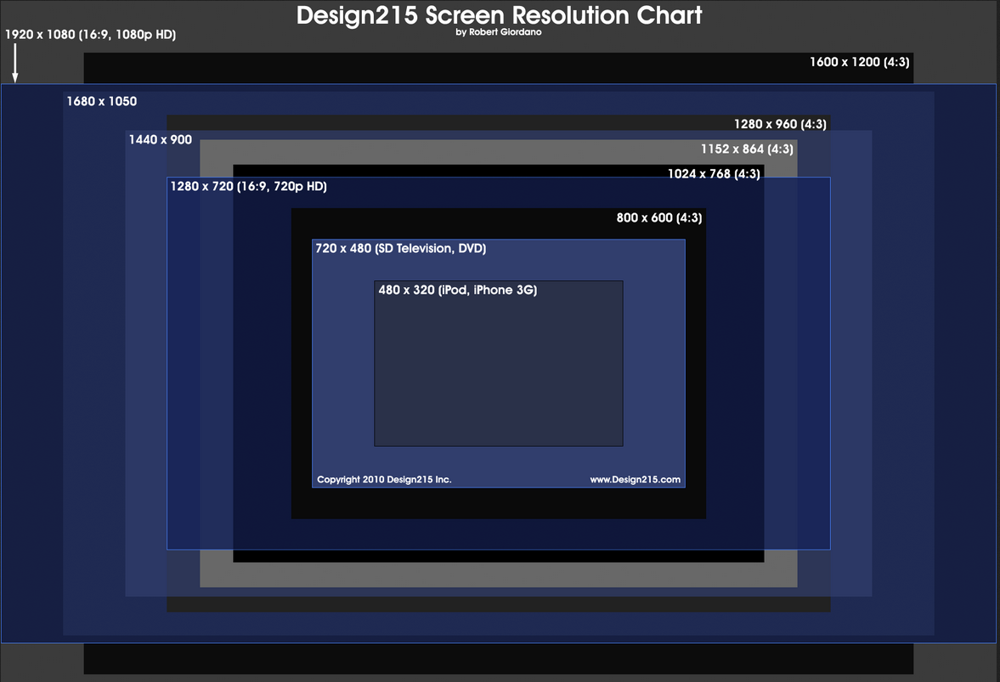 Design215 Screen Resolution Chart
by Robert Giordano
1920 x 1080 (16:9, 1080p HD)
1600 x 1200 (4:3)
1680 x 1050
1280 x 960 (4:3)
1440 x 900
1152 x 864 (4:3)
1024 x 768 (4:3)
1280 x 720 (16:9, 720p HD)
800 x 600 (4:3)
720 x 480 (SD Television, DVD)
480 x 320 (iPod, iPhone 3G)
Copyright 2010 Design215 Inc.
www.Design215.com